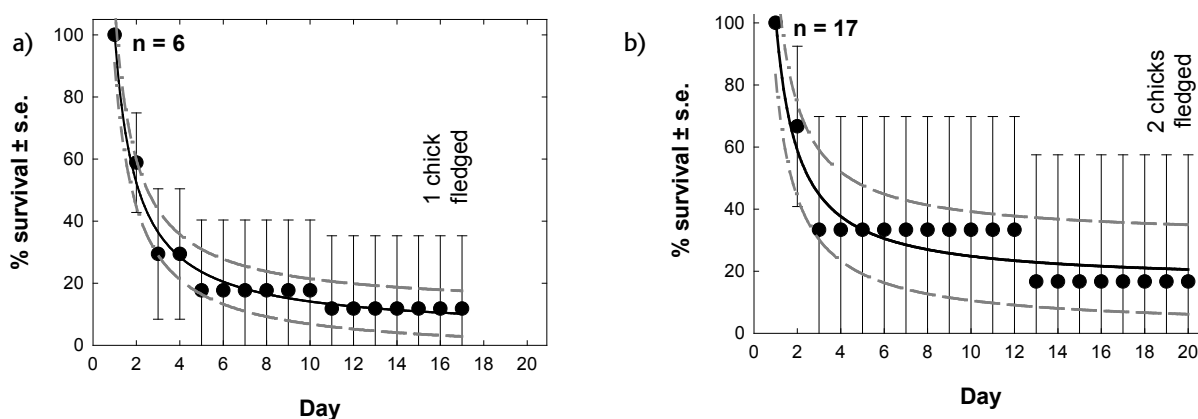 a)
n = 6
1 chick
fledged
% survival ± s.e.
100
80
60
40
20
0
0 2 4 6 8 10 12 14 16 18 20
Day
b)
n = 17
2 chicks
fledged
% survival ± s.e.
100
80
60
40
20
0
0 2 4 6 8 10 12 14 16 18 20
Day